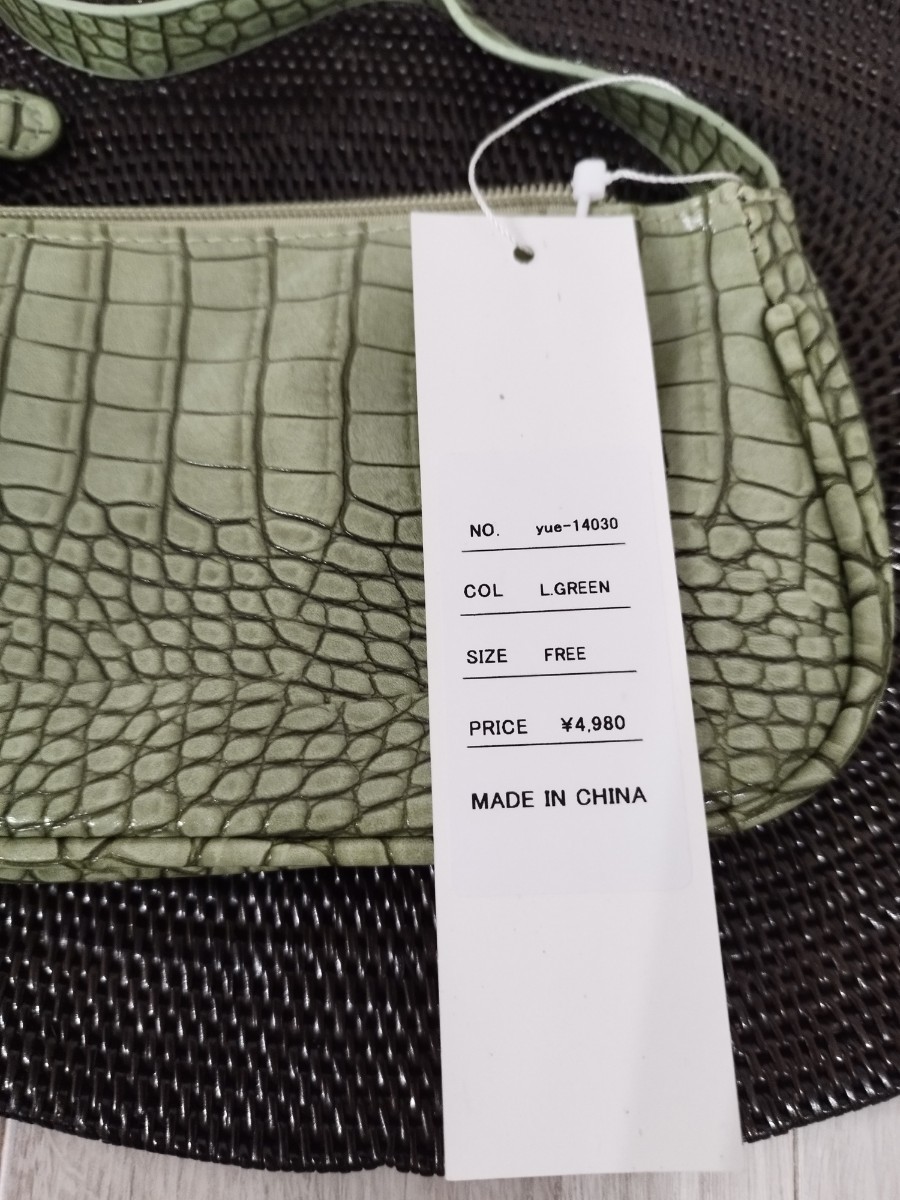 NO. yue-14030
COL L.GREEN
SIZE FREE
PRICE ¥4,980
MADE IN CHINA